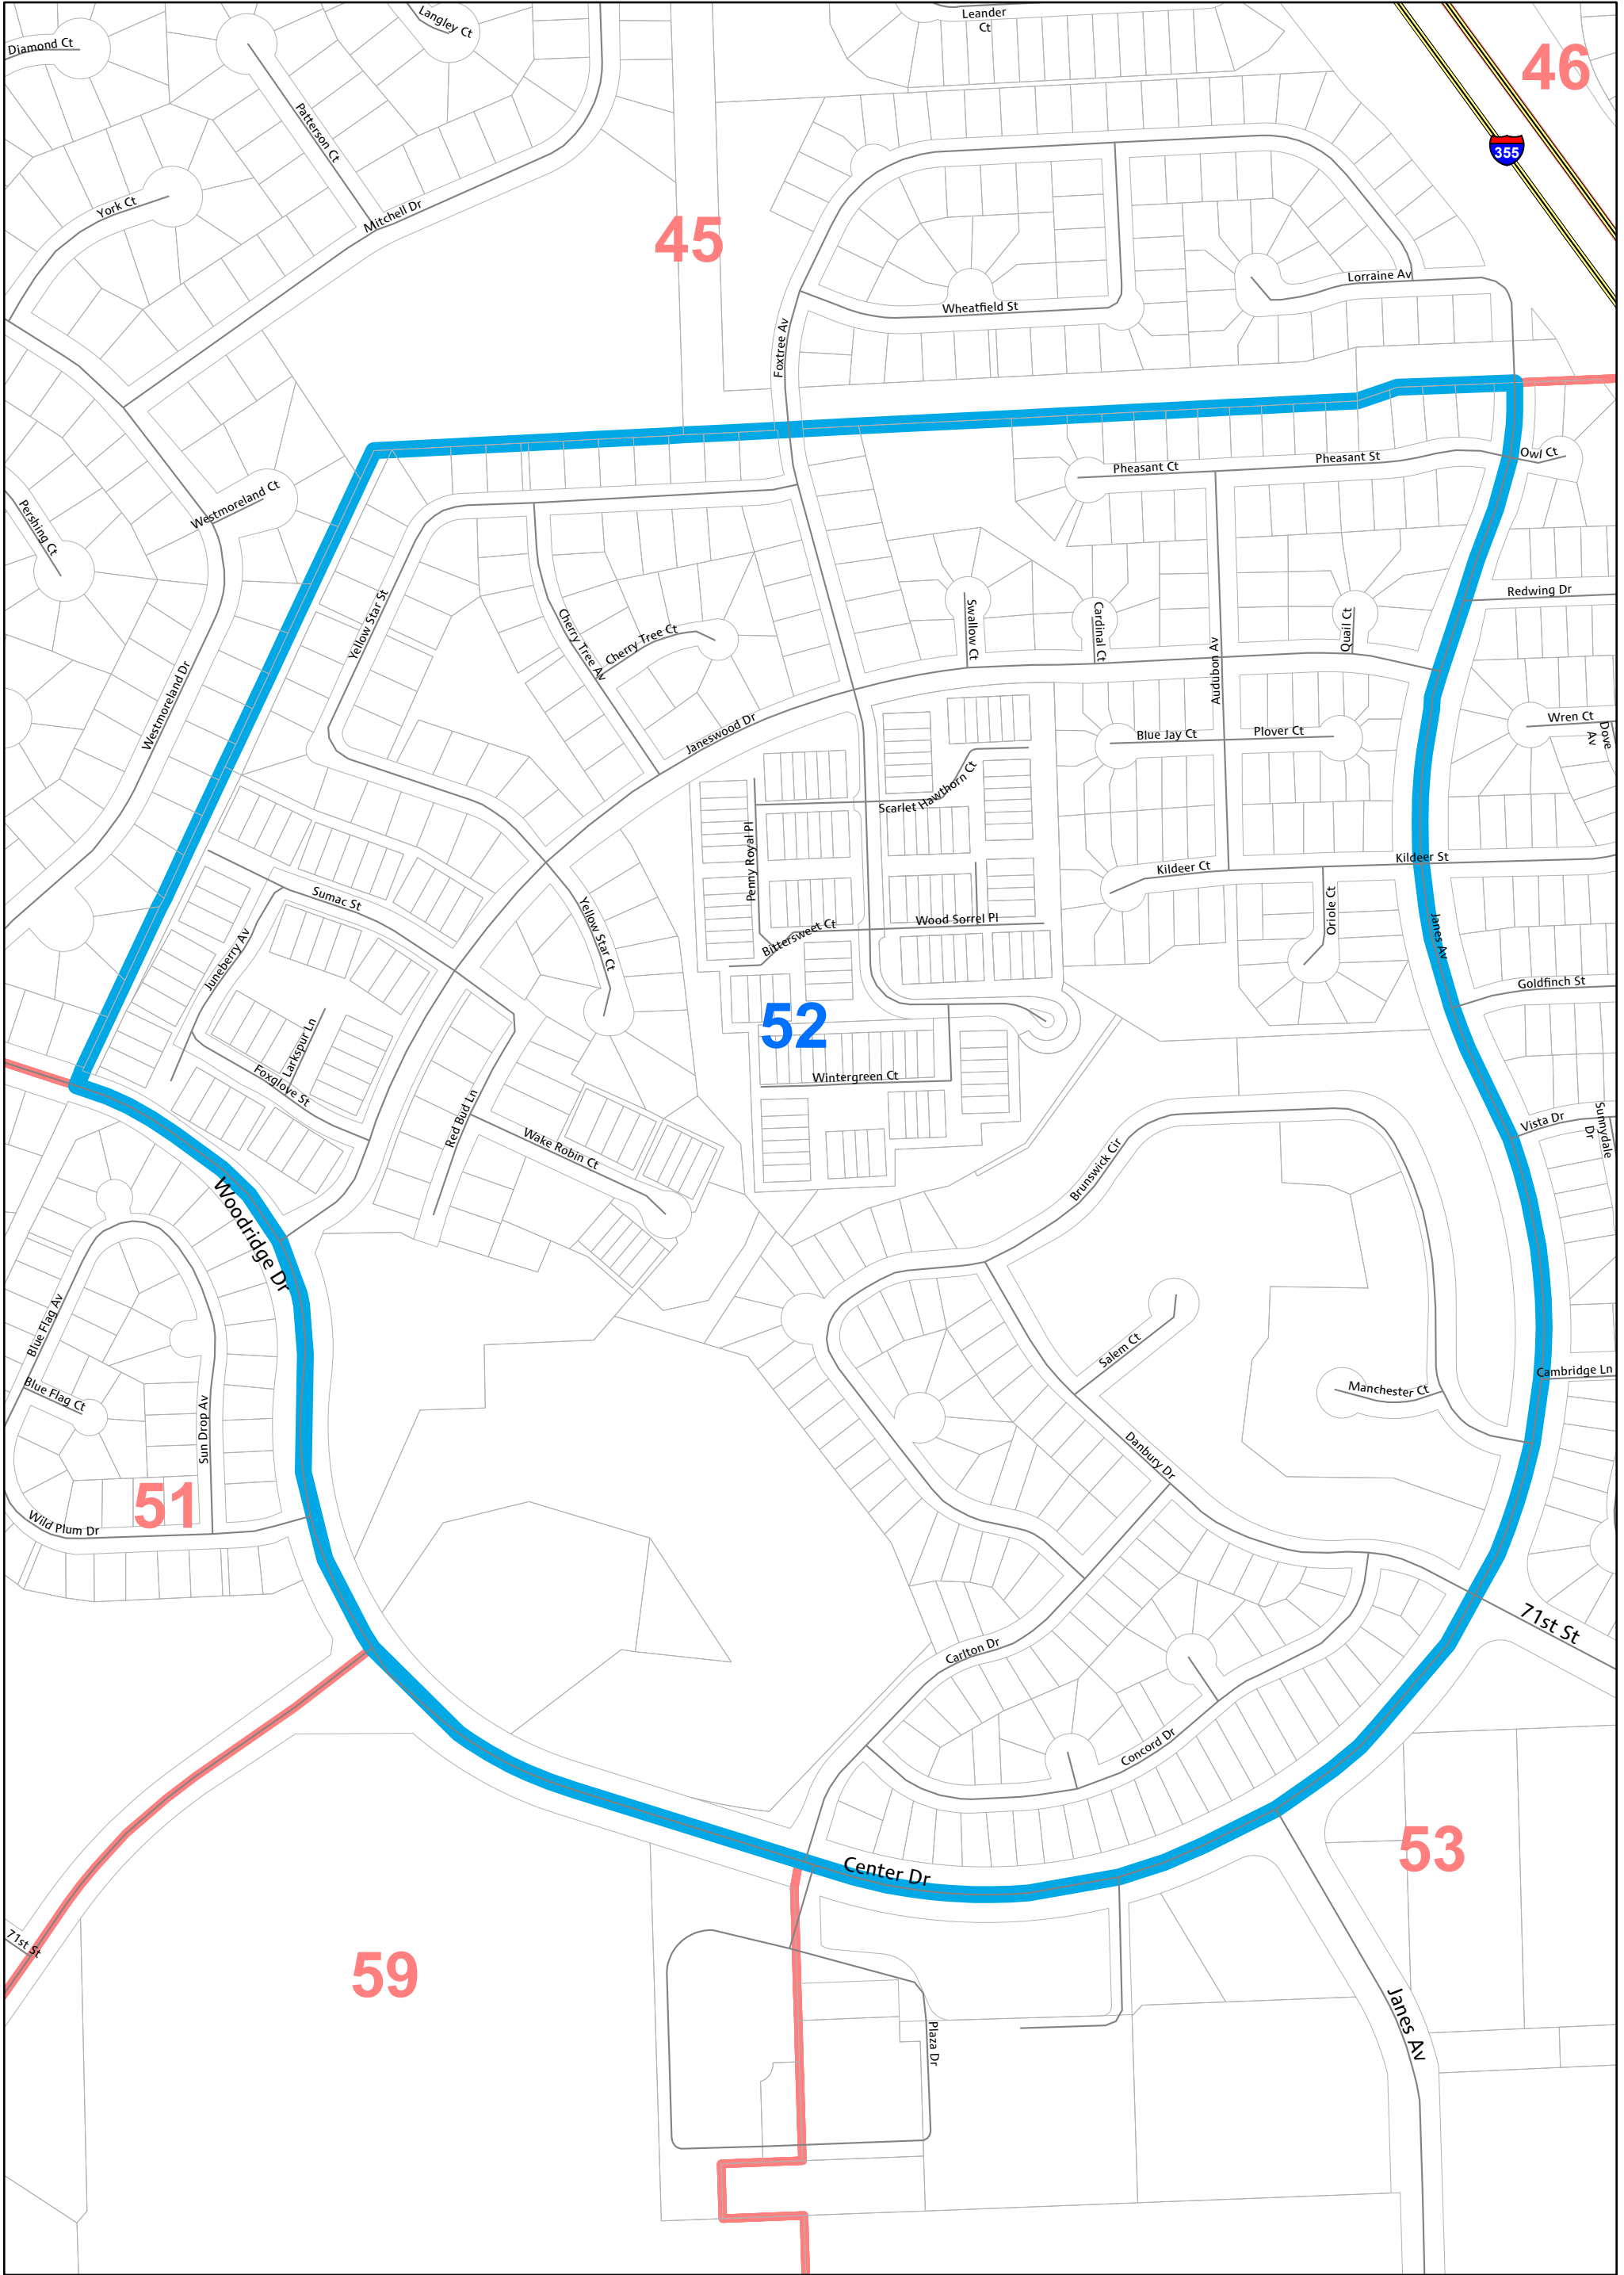 Langley Ct
Leander
Ct
Diamond Ct
46
Patterson Ct
355
York Ct
Mitchell Dr
45
Lorraine Av
Wheatfield St
Foxtree Av
Owl Ct
Pheasant St
Pheasant Ct
Westmoreland Ct
Pershing Ct
Redwing Dr
Yellow Star St
Cherry Tree Av
Cherry Tree Ct
Swallow Ct
Cardinal Ct
Quail Ct
Audubon Av
Westmoreland Dr
Janeswood Dr
Wren Ct
Dove
Av
Blue Jay Ct
Plover Ct
Scarlet Hawthorn Ct
Penny Royal Pl
Kildeer St
Kildeer Ct
Sumac St
Oriole Ct
Wood Sorrel Pl
Bittersweet Ct
Yellow Star Ct
Janes Av
Juneberry Av
Goldfinch St
52
Larkspur Ln
Foxglove St
Wintergreen Ct
Red Bud Ln
Wake Robin Ct
Vista Dr
Sunnydale
Dr
Brunswick Cir
Woodridge Dr
Blue Flag Av
Salem Ct
Cambridge Ln
Manchester Ct
Blue Flag Ct
Sun Drop Av
Danbury Dr
51
Wild Plum Dr
71st St
Carlton Dr
Concord Dr
53
Center Dr
71st St
59
Janes Av
Plaza Dr